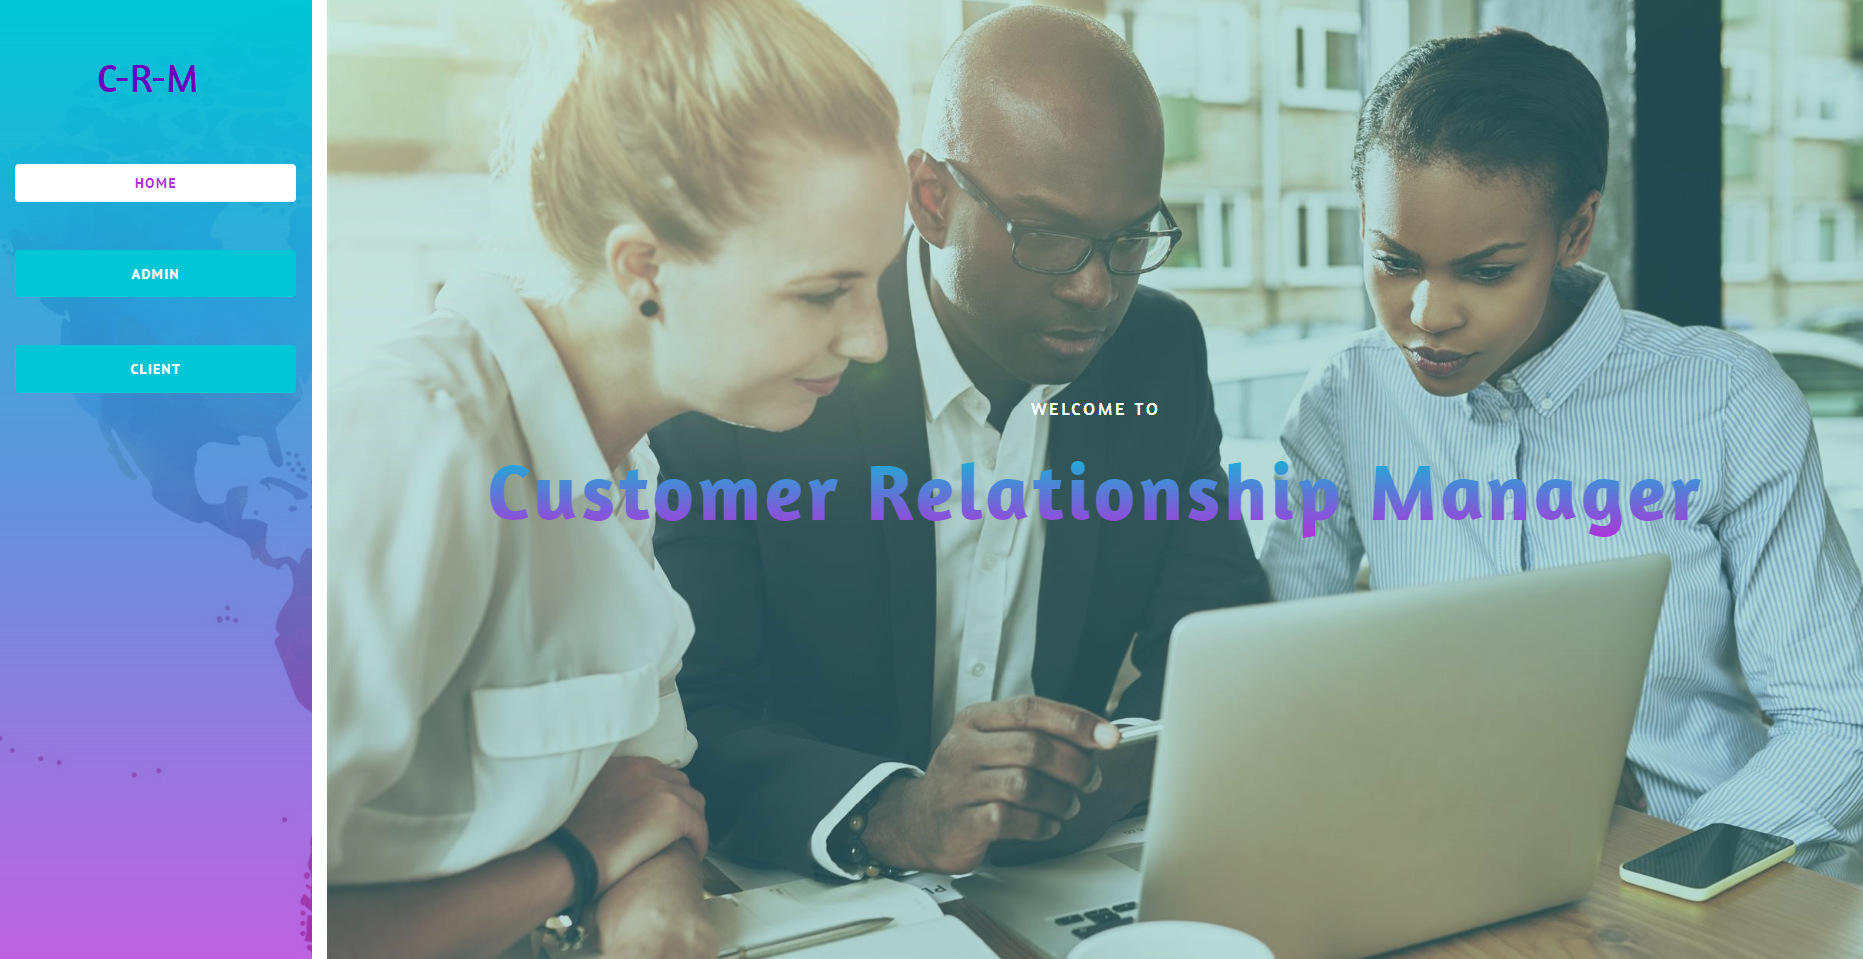 C-R-M
HOME
ADMIN
CLIENT
WELCOME TO
Customer Relationship Manager